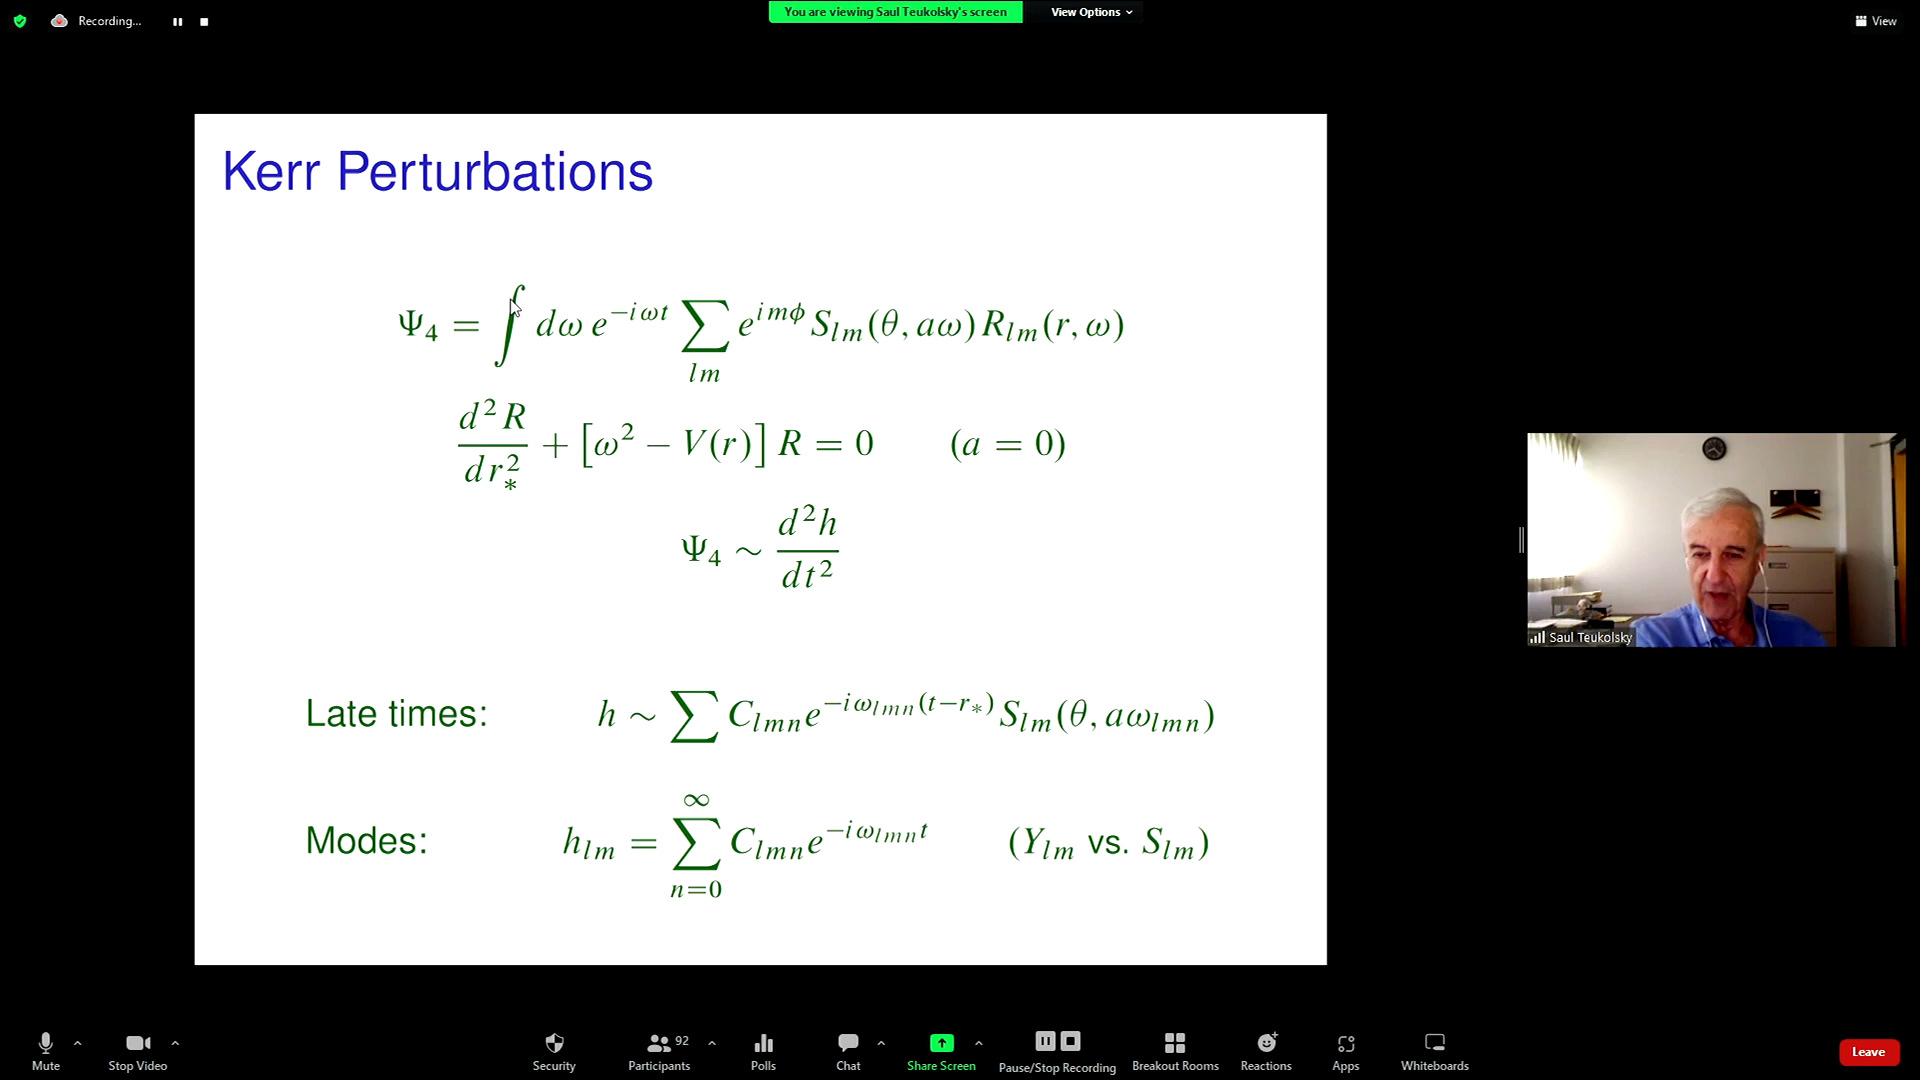 Recording...
You are viewing Saul Teukolsky's screen
View Options
View
Kerr Perturbations
Ψ₄ = ∫ dω e^{−iωt} ∑_{lm} e^{imϕ} S_{lm}(θ, aω) R_{lm}(r, ω)
d²R/dr_*² + [ω² − V(r)] R = 0 (a = 0)
Ψ₄ ∼ d²h/dt²
Late times: h ∼ ∑ C_{lmn} e^{−iω_{lmn}(t−r_*)} S_{lm}(θ, aω_{lmn})
Modes: h_{lm} = ∑_{n=0}^{∞} C_{lmn} e^{−iω_{lmn}t} (Y_{lm} vs. S_{lm})
Saul Teukolsky
Mute
Stop Video
Security
92
Participants
Polls
Chat
Share Screen
Pause/Stop Recording
Breakout Rooms
Reactions
Apps
Whiteboards
Leave